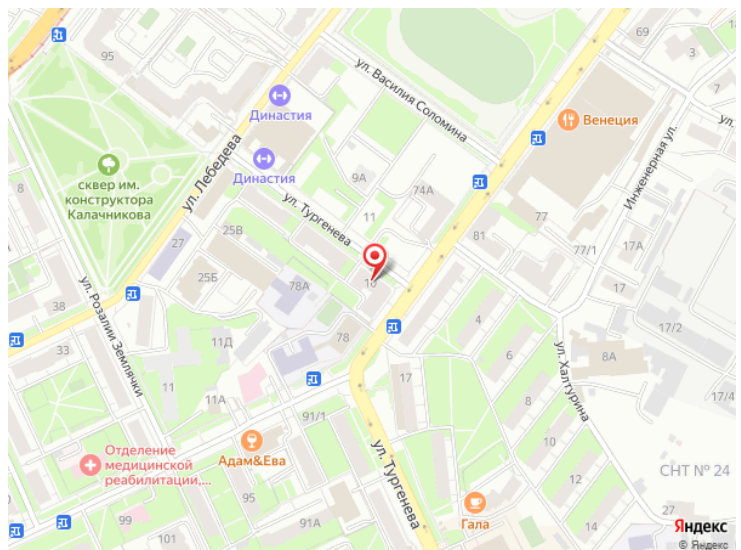 95
69
3
7
ул. Василия Соломина
Династия
Венеция
ул.
ул. Лебедева
Инженерная ул.
Династия
сквер им.
конструктора
Калачникова
9А
74А
8
ул. Тургенева
11
77
25В
81
27
77/1
17А
25Б
78А
10
17
ул. Розалии Землячки
38
4
17/2
78
11Д
33
6
ул. Халтурина
8А
11
17
17/4
11А
8
91/1
ул. Тургенева
Адам&Ева
10
Отделение
медицинской
реабилитации,...
СНТ № 24
12
99
Гала
91А
14
101
12
Яндекс
© Яндекс